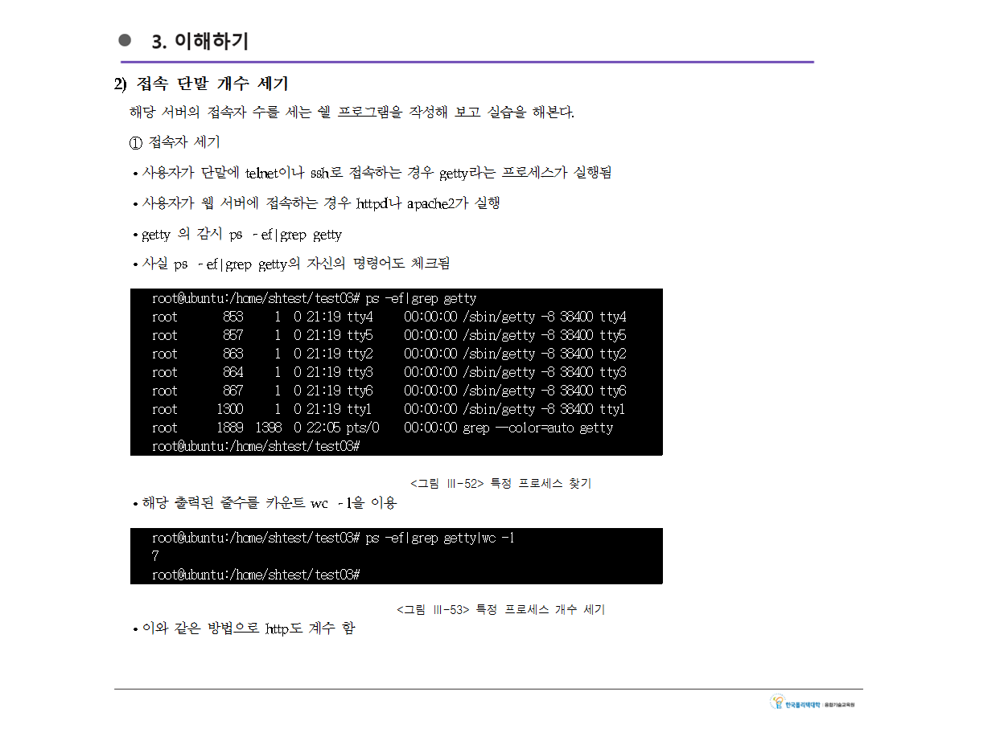 ● 3. 이해하기
2) 접속 단말 개수 세기
해당 서버의 접속자 수를 세는 쉘 프로그램을 작성해 보고 실습을 해본다.
① 접속자 세기
• 사용자가 단말에 telnet이나 ssh로 접속하는 경우 getty라는 프로세스가 실행됨
• 사용자가 웹 서버에 접속하는 경우 httpd나 apache2가 실행
• getty 의 감시 ps -ef|grep getty
• 사실 ps -ef|grep getty의 자신의 명령어도 체크됨
root@ubuntu:/home/shtest/test03# ps -ef|grep getty
root 853 1 0 21:19 tty4 00:00:00 /sbin/getty -8 38400 tty4
root 857 1 0 21:19 tty5 00:00:00 /sbin/getty -8 38400 tty5
root 863 1 0 21:19 tty2 00:00:00 /sbin/getty -8 38400 tty2
root 864 1 0 21:19 tty3 00:00:00 /sbin/getty -8 38400 tty3
root 867 1 0 21:19 tty6 00:00:00 /sbin/getty -8 38400 tty6
root 1300 1 0 21:19 tty1 00:00:00 /sbin/getty -8 38400 tty1
root 1889 1398 0 22:05 pts/0 00:00:00 grep --color=auto getty
root@ubuntu:/home/shtest/test03#
<그림 Ⅲ-52> 특정 프로세스 찾기
• 해당 출력된 줄수를 카운트 wc -l을 이용
root@ubuntu:/home/shtest/test03# ps -ef|grep getty|wc -l
7
root@ubuntu:/home/shtest/test03#
<그림 Ⅲ-53> 특정 프로세스 개수 세기
• 이와 같은 방법으로 http도 계수 함
한국폴리텍대학 | 융합기술교육원